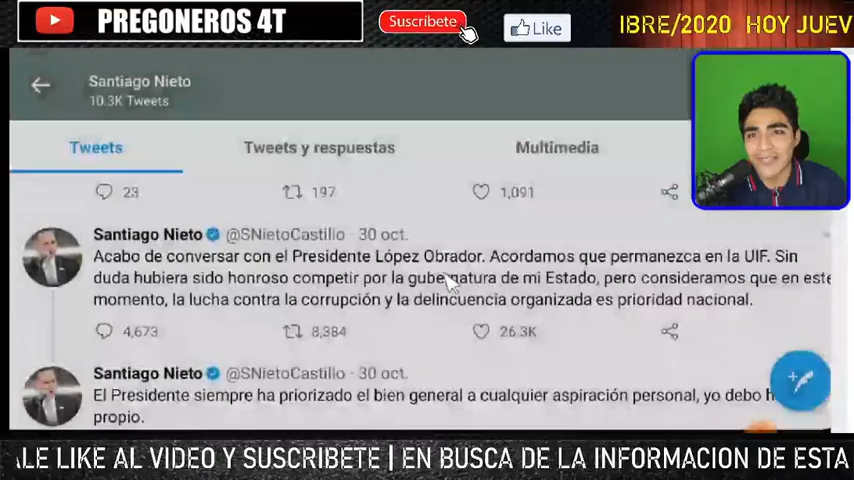 PREGONEROS 4T
Suscribete
Like
IBRE/2020 HOY JUEV
Santiago Nieto
10.3K Tweets
Tweets
Tweets y respuestas
Multimedia
23
197
1,091
Santiago Nieto @SNietoCastillo · 30 oct.
Acabo de conversar con el Presidente López Obrador. Acordamos que permanezca en la UIF. Sin
duda hubiera sido honroso competir por la gubernatura de mi Estado, pero consideramos que en este
momento, la lucha contra la corrupción y la delincuencia organizada es prioridad nacional.
4,673
8,384
26.3K
Santiago Nieto @SNietoCastillo · 30 oct.
El Presidente siempre ha priorizado el bien general a cualquier aspiración personal, yo debo h
propio.
ALE LIKE AL VIDEO Y SUSCRIBETE | EN BUSCA DE LA INFORMACION DE ESTA